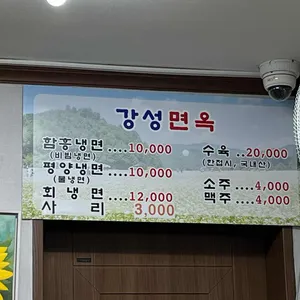 강성면옥
함흥냉면....10,000
(비빔냉면)
평양냉면....10,000
(물냉면)
회냉면....12,000
사리 3,000
수육..20,000
(한접시, 국내산)
소주..4,000
맥주..4,000